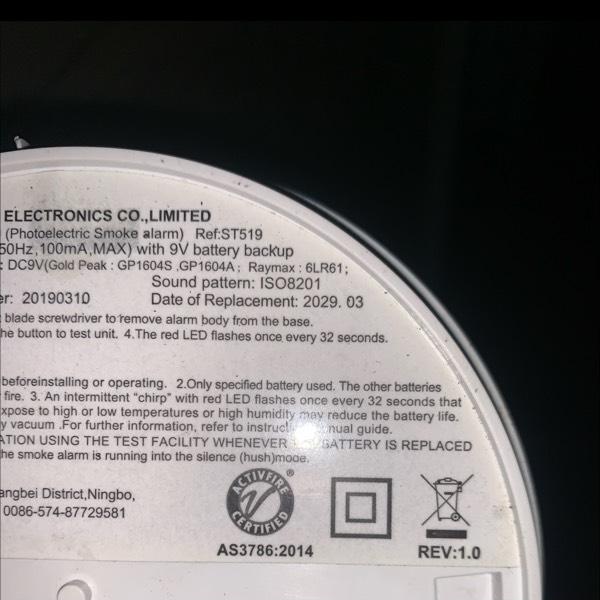 ELECTRONICS CO.,LIMITED
(Photoelectric Smoke alarm) Ref:ST519
50Hz,100mA,MAX) with 9V battery backup
: DC9V(Gold Peak : GP1604S ,GP1604A ; Raymax : 6LR61;
Sound pattern: ISO8201
er: 20190310 Date of Replacement: 2029. 03
blade screwdriver to remove alarm body from the base.
he button to test unit. 4.The red LED flashes once every 32 seconds.
beforeinstalling or operating. 2.Only specified battery used. The other batteries
fire. 3. An intermittent "chirp" with red LED flashes once every 32 seconds that
xpose to high or low temperatures or high humidity may reduce the battery life.
y vacuum .For further information, refer to instruc nual guide.
ATION USING THE TEST FACILITY WHENEVER BATTERY IS REPLACED
he smoke alarm is running into the silence (hush)mode.
angbei District,Ningbo,
0086-574-87729581
ACTIVFIRE ®
CERTIFIED
AS3786:2014
REV:1.0